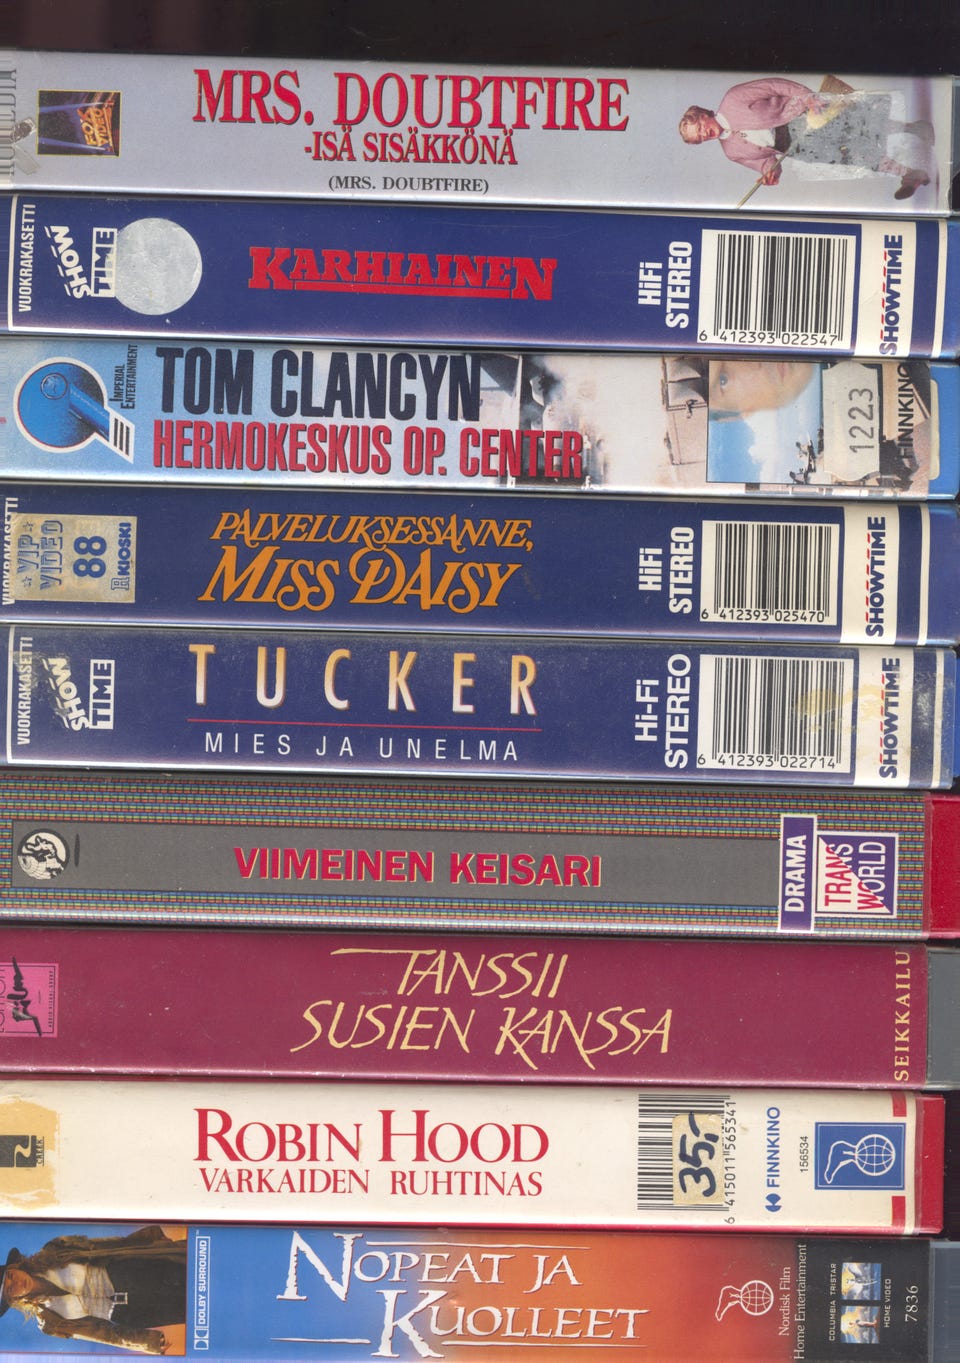 MRS. DOUBTFIRE
-ISÄ SISÄKKÖNÄ
(MRS. DOUBTFIRE)
VUOKRAKASETTI
SHOW
TIME
KARHIAINEN
HiFi
STEREO
6 412393 022547
SHOWTIME
IMPERIAL
ENTERTAINMENT
TOM CLANCYN
HERMOKESKUS OP. CENTER
1223
FINNKINO
VUOKRAKASETTI
VIP
VIDEO
88
R KIOSKI
PALVELUKSESSANNE,
MISS DAISY
HiFi
STEREO
6 412393 025470
SHOWTIME
VUOKRAKASETTI
SHOW
TIME
TUCKER
MIES JA UNELMA
Hi-Fi
STEREO
6 412393 022714
SHOWTIME
VIIMEINEN KEISARI
DRAMA
TRANS
WORLD
TANSSII
SUSIEN KANSSA
SEIKKAILU
CREEK
ROBIN HOOD
VARKAIDEN RUHTINAS
35,-
6 415011 565341
FINNKINO
156534
DOLBY SURROUND
NOPEAT JA
KUOLLEET
Nordisk Film
Home Entertainment
COLUMBIA TRISTAR
HOME VIDEO
7836